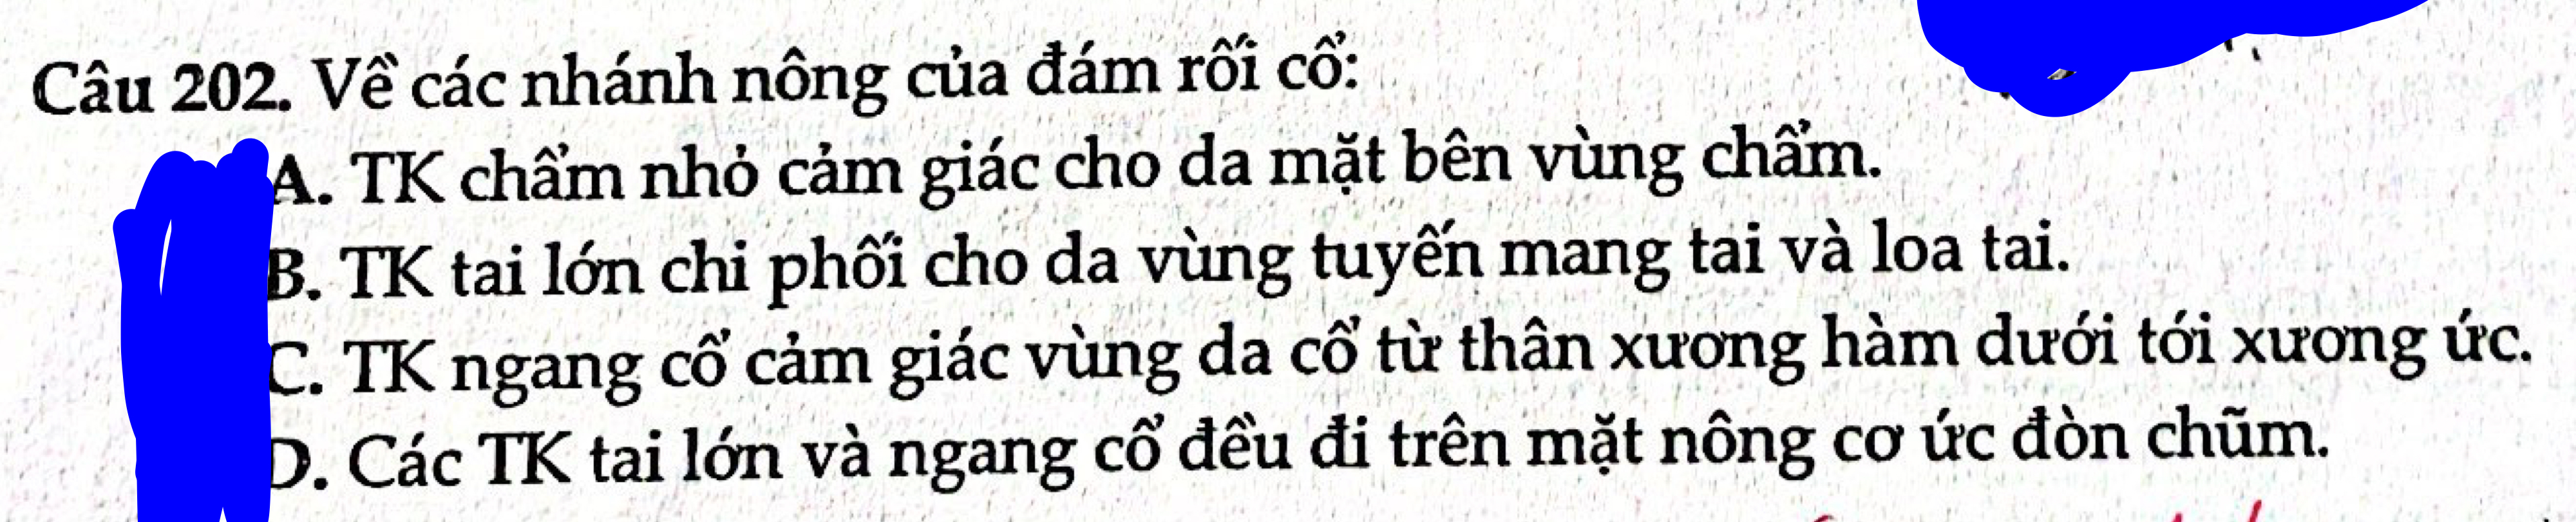 Câu 202. Về các nhánh nông của đám rối cổ:
A. TK chẩm nhỏ cảm giác cho da mặt bên vùng chẩm.
B. TK tai lớn chi phối cho da vùng tuyến mang tai và loa tai.
C. TK ngang cổ cảm giác vùng da cổ từ thân xương hàm dưới tới xương ức.
D. Các TK tai lớn và ngang cổ đều đi trên mặt nông cơ ức đòn chũm.